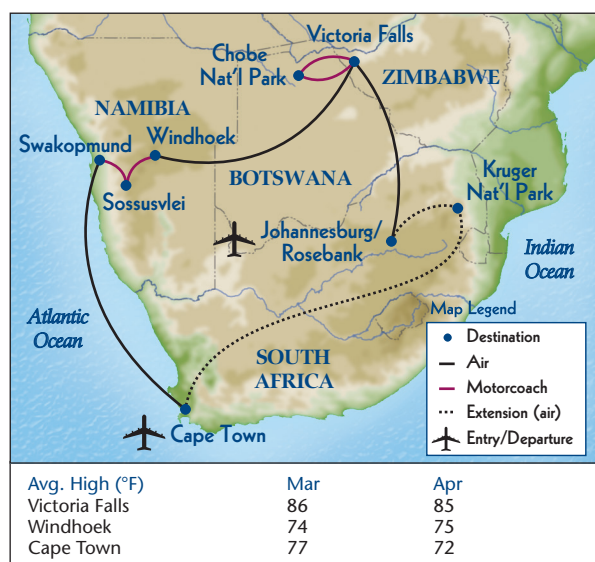 Victoria Falls
Chobe
Nat'l Park
ZIMBABWE
NAMIBIA
Swakopmund
Windhoek
Sossusvlei
BOTSWANA
Kruger
Nat'l Park
Johannesburg/
Rosebank
Indian
Ocean
Atlantic
Ocean
SOUTH
AFRICA
Cape Town
Map Legend
Destination
Air
Motorcoach
Extension (air)
Entry/Departure
Avg. High (°F) Mar Apr
Victoria Falls 86 85
Windhoek 74 75
Cape Town 77 72